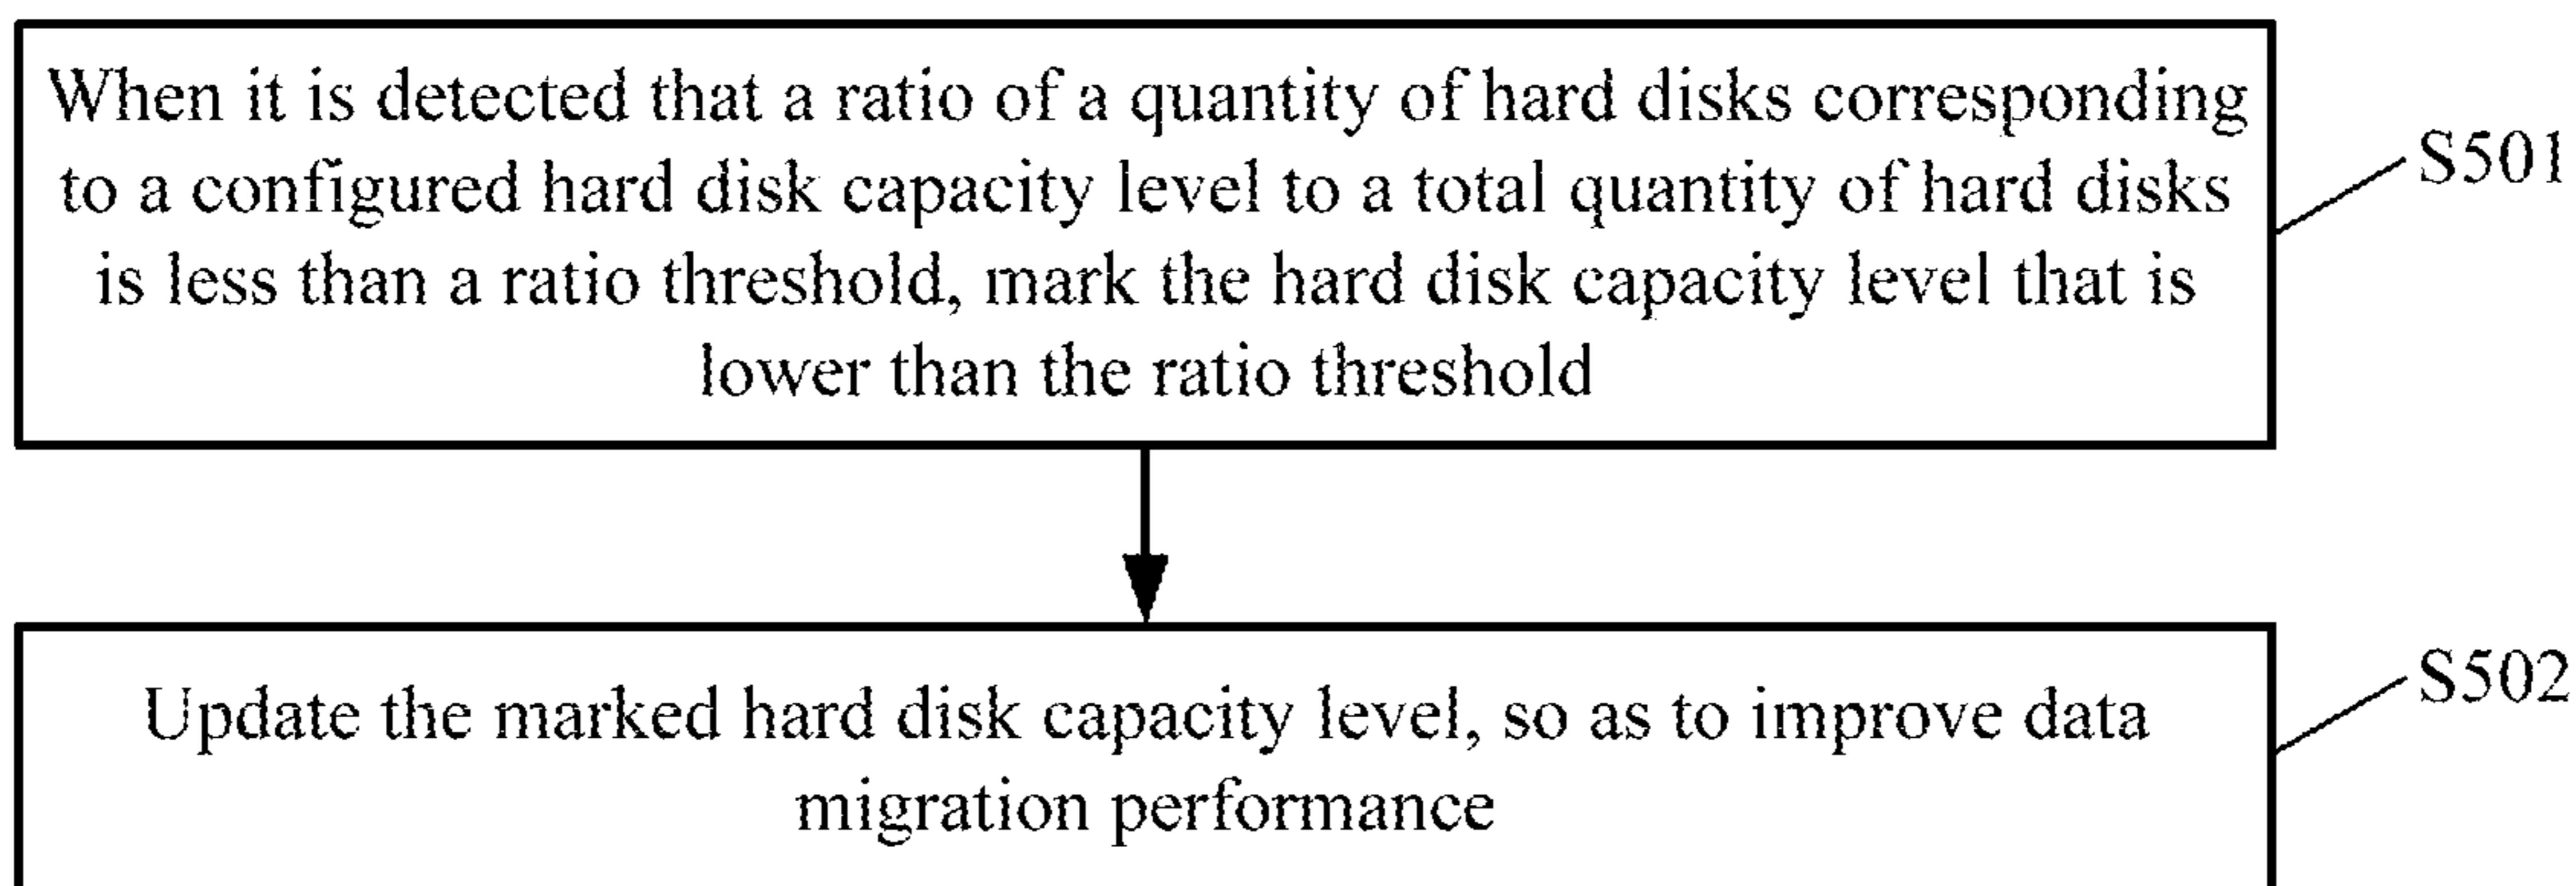 When it is detected that a ratio of a quantity of hard disks corresponding
to a configured hard disk capacity level to a total quantity of hard disks
is less than a ratio threshold, mark the hard disk capacity level that is
lower than the ratio threshold
S501
Update the marked hard disk capacity level, so as to improve data
migration performance
S502